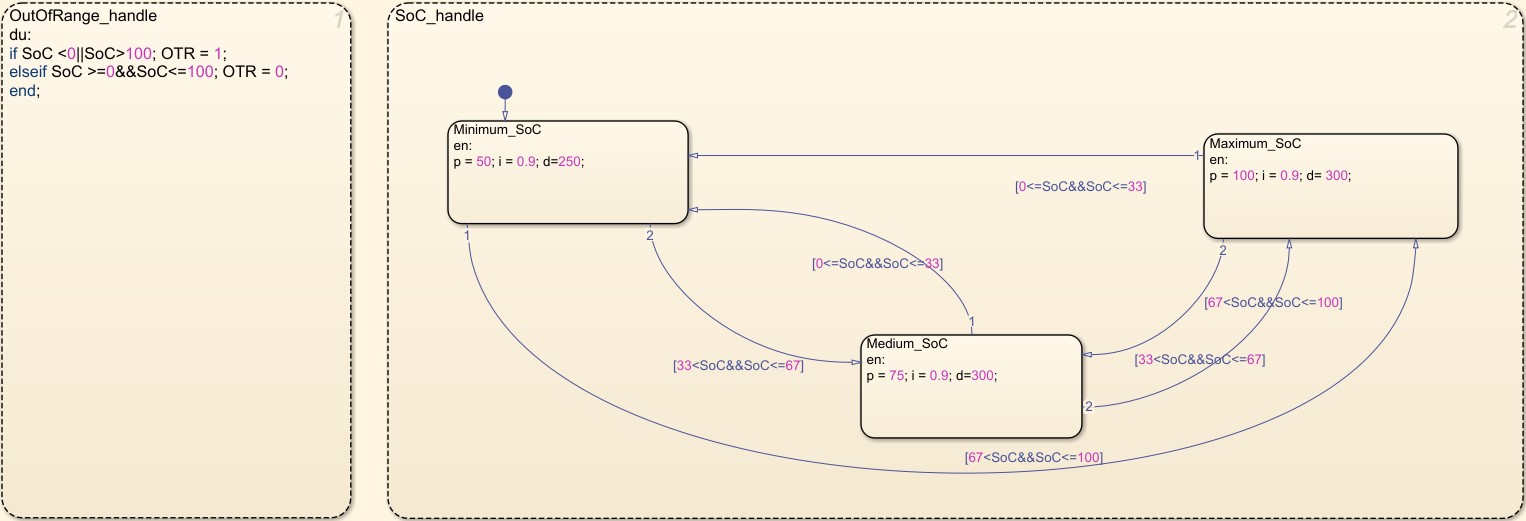 OutOfRange_handle
1
du:
if SoC <0||SoC>100; OTR = 1;
elseif SoC >=0&&SoC<=100; OTR = 0;
end;
SoC_handle
2
Minimum_SoC
en:
p = 50; i = 0.9; d=250;
Maximum_SoC
en:
p = 100; i = 0.9; d= 300;
1
[0<=SoC&&SoC<=33]
1
2
2
[0<=SoC&&SoC<=33]
[67<SoC&&SoC<=100]
1
Medium_SoC
en:
p = 75; i = 0.9; d=300;
[33<SoC&&SoC<=67]
[33<SoC&&SoC<=67]
2
[67<SoC&&SoC<=100]